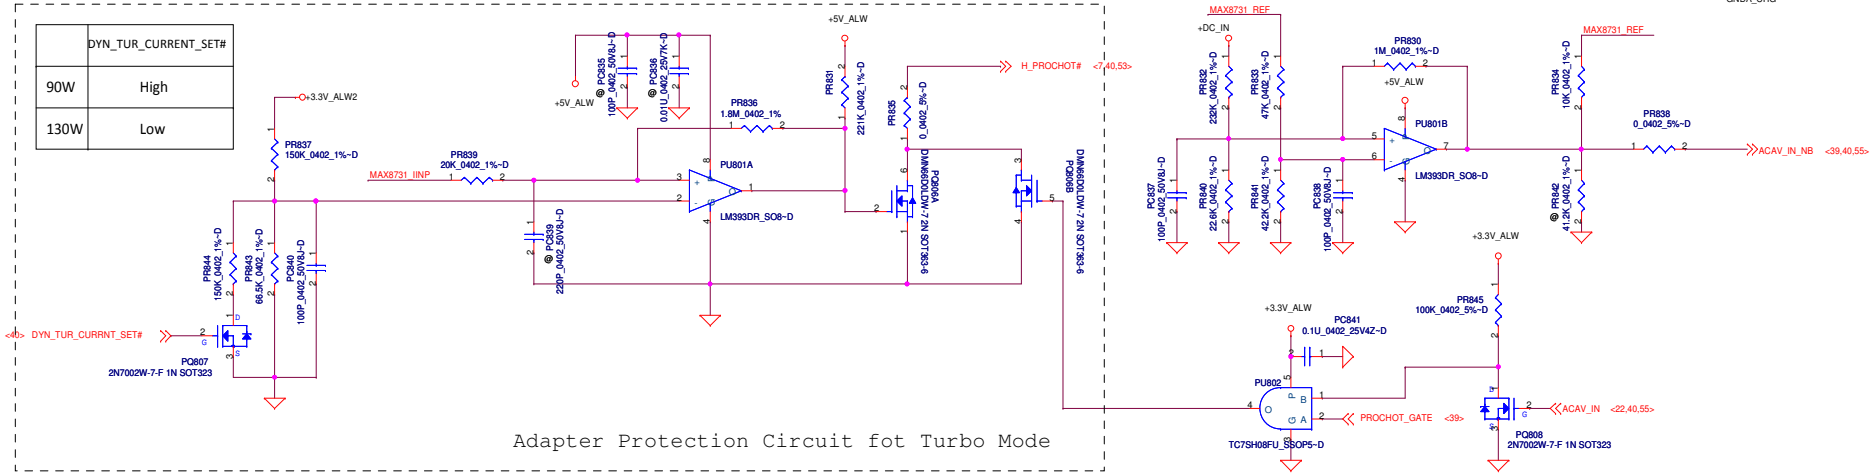 DYN_TUR_CURRENT_SET#
90W High
130W Low
+3.3V_ALW2
PR837
150K_0402_1%~D
PR844
150K_0402_1%~D
PR843
66.5K_0402_1%~D
PC840
100P_0402_50V8J~D
<40> DYN_TUR_CURRNT_SET#
PQ807
2N7002W-7-F 1N SOT323
MAX8731_IINP
PR839
20K_0402_1%~D
@ PC839
220P_0402_50V8J~D
+5V_ALW
@ PC835
100P_0402_50V8J~D
@ PC836
0.01U_0402_25V7K~D
PR836
1.8M_0402_1%
PU801A
LM393DR_SO8~D
+5V_ALW
PR831
221K_0402_1%~D
PR835
0_0402_5%~D
H_PROCHOT# <7,40,53>
PQ806A
DMN66D0LDW-7 2N SOT363-6
PQ806B
DMN66D0LDW-7 2N SOT363-6
Adapter Protection Circuit fot Turbo Mode
MAX8731_REF
+DC_IN
PR832
232K_0402_1%~D
PR833
47K_0402_1%~D
PC837
100P_0402_50V8J~D
PR840
22.6K_0402_1%~D
PR841
42.2K_0402_1%~D
PC838
100P_0402_50V8J~D
PR830
1M_0402_1%~D
+5V_ALW
PU801B
LM393DR_SO8~D
MAX8731_REF
PR834
10K_0402_1%~D
@ PR842
41.2K_0402_1%~D
PR838
0_0402_5%~D
ACAV_IN_NB <39,40,55>
+3.3V_ALW
PR845
100K_0402_5%~D
+3.3V_ALW
PC841
0.1U_0402_25V4Z~D
PU802
TC7SH08FU_SSOP5~D
PROCHOT_GATE <39>
ACAV_IN <22,40,55>
PQ808
2N7002W-7-F 1N SOT323